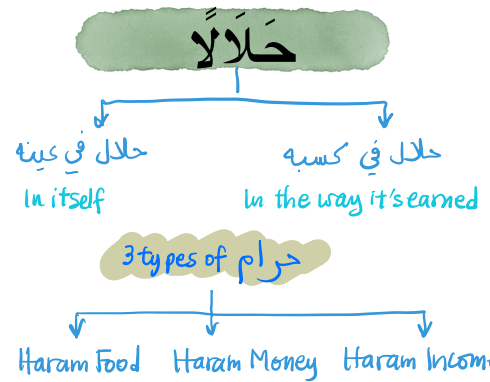 حَلَالًا
حلال في عينه
حلال في كسبه
In itself
In the way it's earned
3 types of حرام
Haram Food
Haram Money
Haram Incom